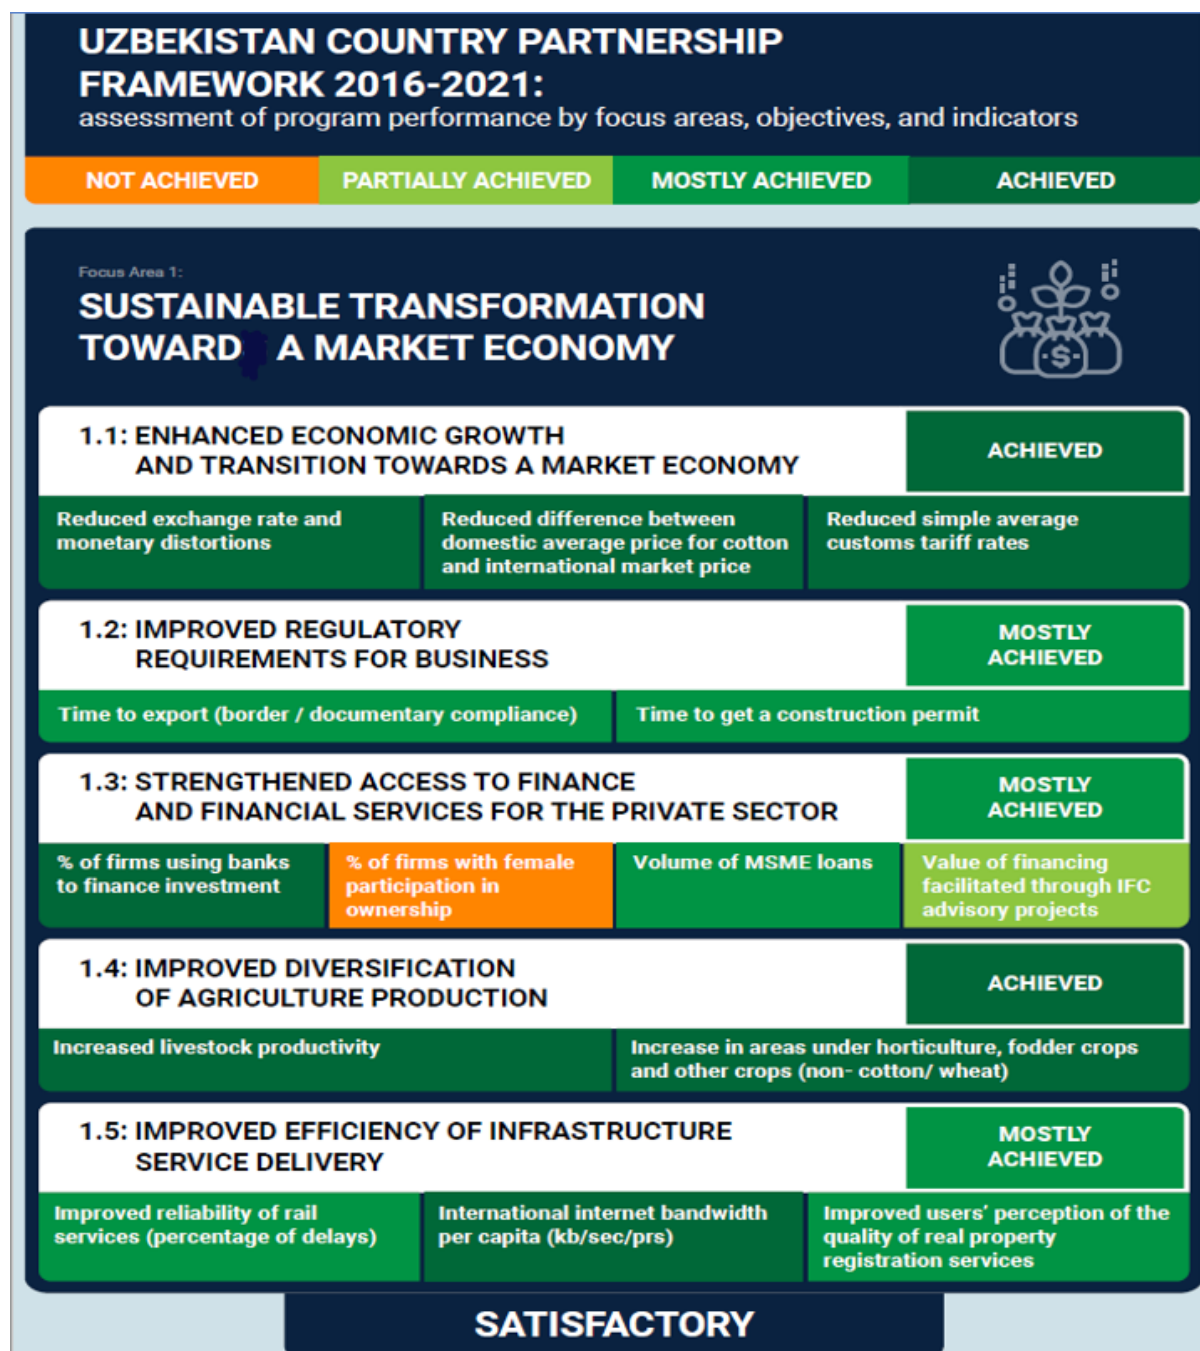 UZBEKISTAN COUNTRY PARTNERSHIP
FRAMEWORK 2016-2021:
assessment of program performance by focus areas, objectives, and indicators
NOT ACHIEVED
PARTIALLY ACHIEVED
MOSTLY ACHIEVED
ACHIEVED
Focus Area 1:
SUSTAINABLE TRANSFORMATION
TOWARD A MARKET ECONOMY
$
1.1: ENHANCED ECONOMIC GROWTH
AND TRANSITION TOWARDS A MARKET ECONOMY
ACHIEVED
Reduced exchange rate and
monetary distortions
Reduced difference between
domestic average price for cotton
and international market price
Reduced simple average
customs tariff rates
1.2: IMPROVED REGULATORY
REQUIREMENTS FOR BUSINESS
MOSTLY
ACHIEVED
Time to export (border / documentary compliance)
Time to get a construction permit
1.3: STRENGTHENED ACCESS TO FINANCE
AND FINANCIAL SERVICES FOR THE PRIVATE SECTOR
MOSTLY
ACHIEVED
% of firms using banks
to finance investment
% of firms with female
participation in
ownership
Volume of MSME loans
Value of financing
facilitated through IFC
advisory projects
1.4: IMPROVED DIVERSIFICATION
OF AGRICULTURE PRODUCTION
ACHIEVED
Increased livestock productivity
Increase in areas under horticulture, fodder crops
and other crops (non- cotton/ wheat)
1.5: IMPROVED EFFICIENCY OF INFRASTRUCTURE
SERVICE DELIVERY
MOSTLY
ACHIEVED
Improved reliability of rail
services (percentage of delays)
International internet bandwidth
per capita (kb/sec/prs)
Improved users' perception of the
quality of real property
registration services
SATISFACTORY